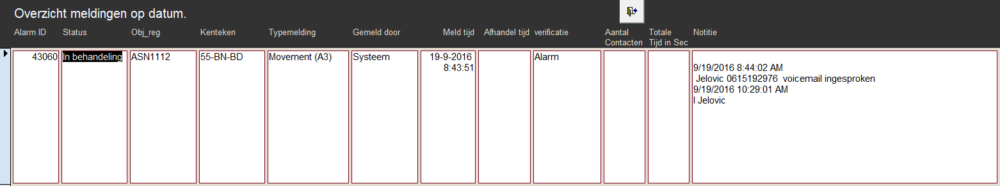 Overzicht meldingen op datum.
Alarm ID Status Obj_reg Kenteken Typemelding Gemeld door Meld tijd Afhandel tijd verificatie Aantal Contacten Totale Tijd in Sec Notitie
43060 In behandeling ASN1112 55-BN-BD Movement (A3) Systeem 19-9-2016 8:43:51 Alarm
9/19/2016 8:44:02 AM
Jelovic 0615192976 voicemail ingesproken
9/19/2016 10:29:01 AM
I Jelovic